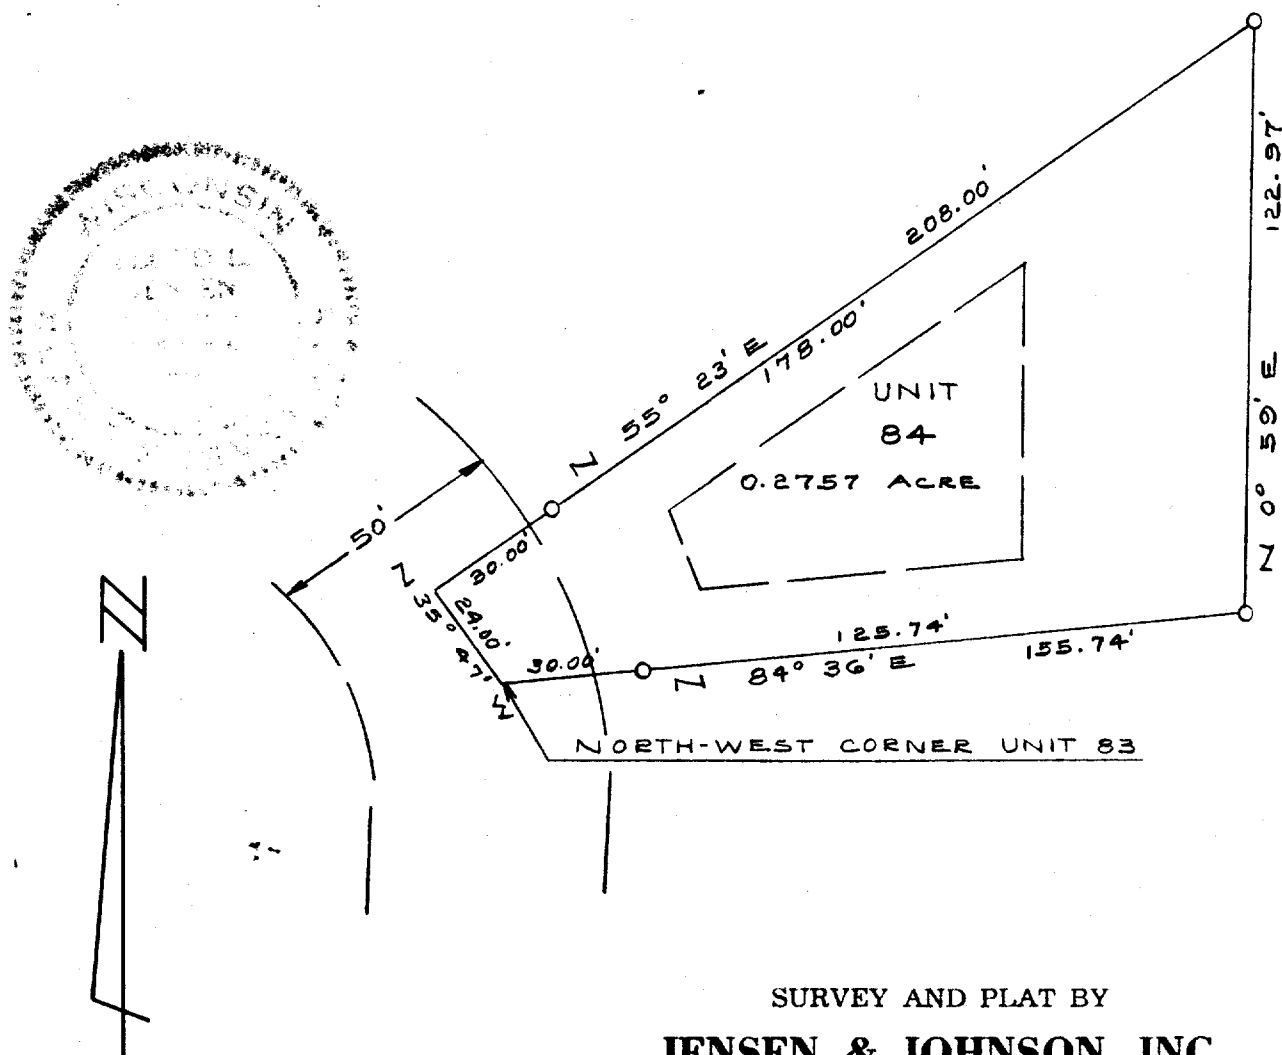 WISCONSIN
208.00'
122.97'
N 55° 23' E
178.00'
UNIT
84
0.2757 ACRE
N 0° 59' E
50'
30.00'
N 35° 47' W
24.00'
30.00'
125.74'
N 84° 36' E
155.74'
NORTH-WEST CORNER UNIT 83
N
SURVEY AND PLAT BY
JENSEN & JOHNSON, INC.